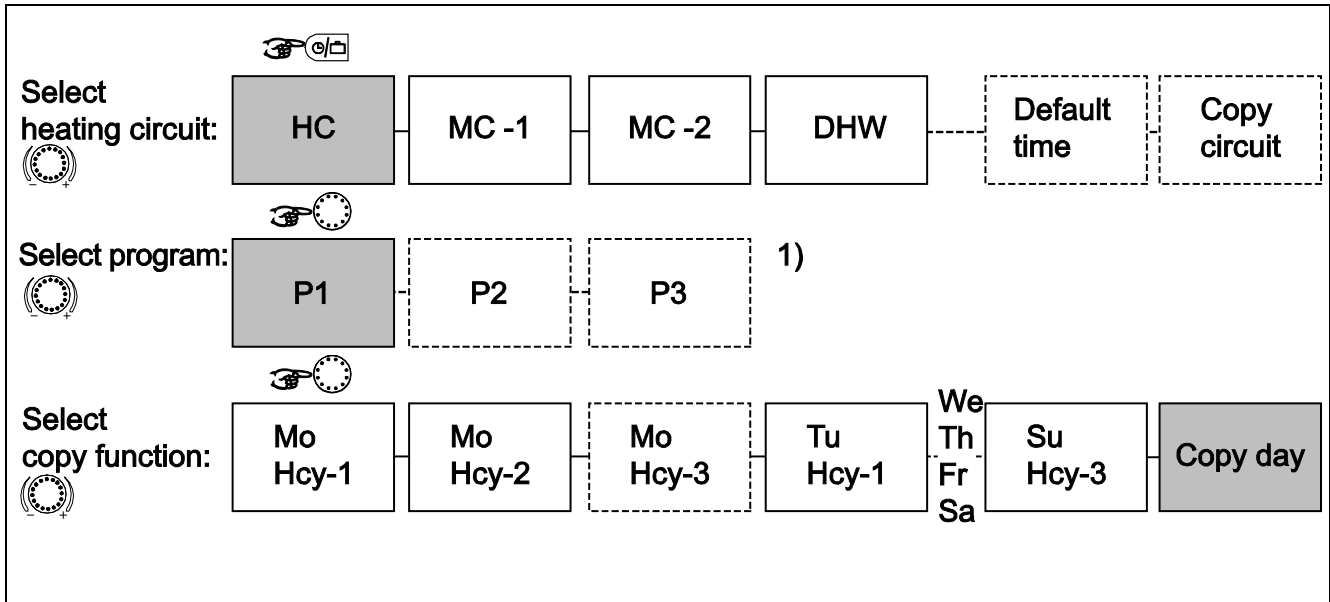 Select
heating circuit:
HC
MC -1
MC -2
DHW
Default
time
Copy
circuit
- +
Select program:
P1
P2
P3
1)
- +
Select
copy function:
Mo
Hcy-1
Mo
Hcy-2
Mo
Hcy-3
Tu
Hcy-1
We
Th
Fr
Sa
Su
Hcy-3
Copy day
- +